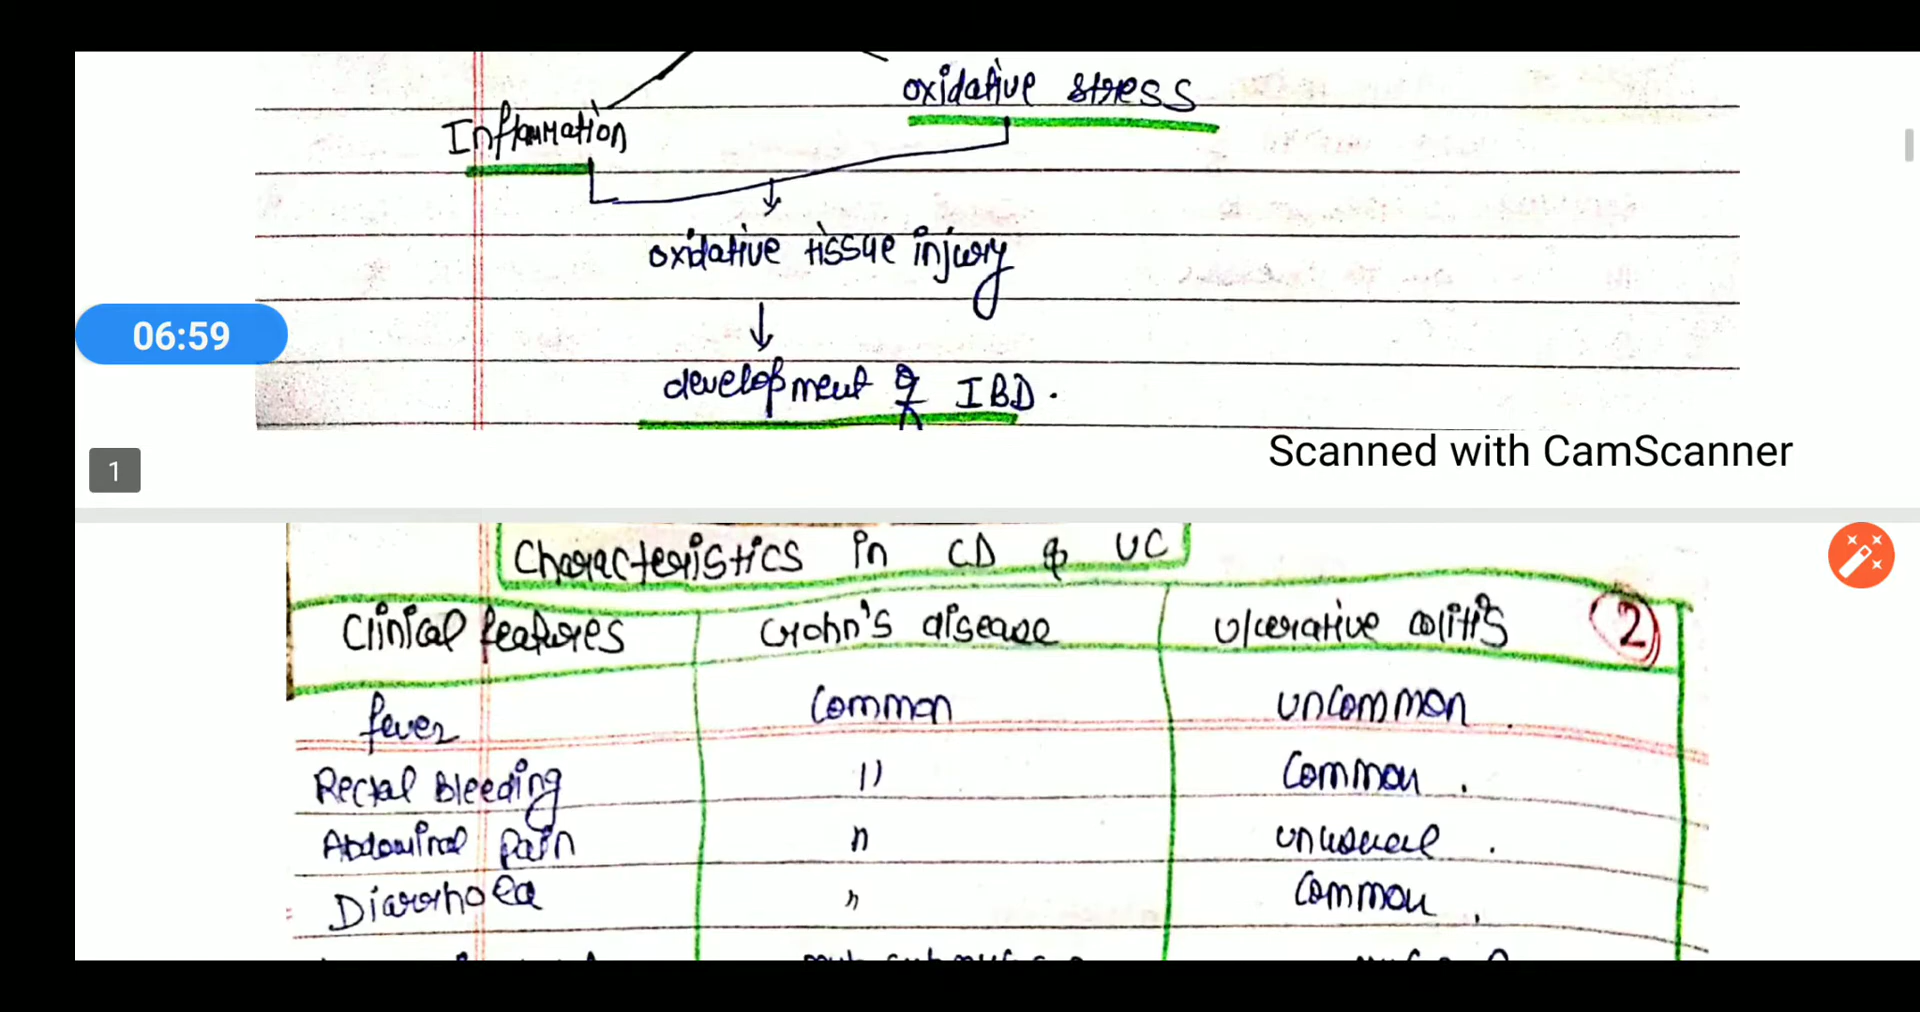 oxidative stress
Inflammation
oxidative tissue injury
06:59
development of IBD.
Scanned with CamScanner
1
Characteristics in CD & UC
Clinical features Crohn's disease Ulcerative colitis 2
fever Common uncommon
Rectal Bleeding 11 Common.
Abdominal Pain " unusual.
Diarrhoea " Common.